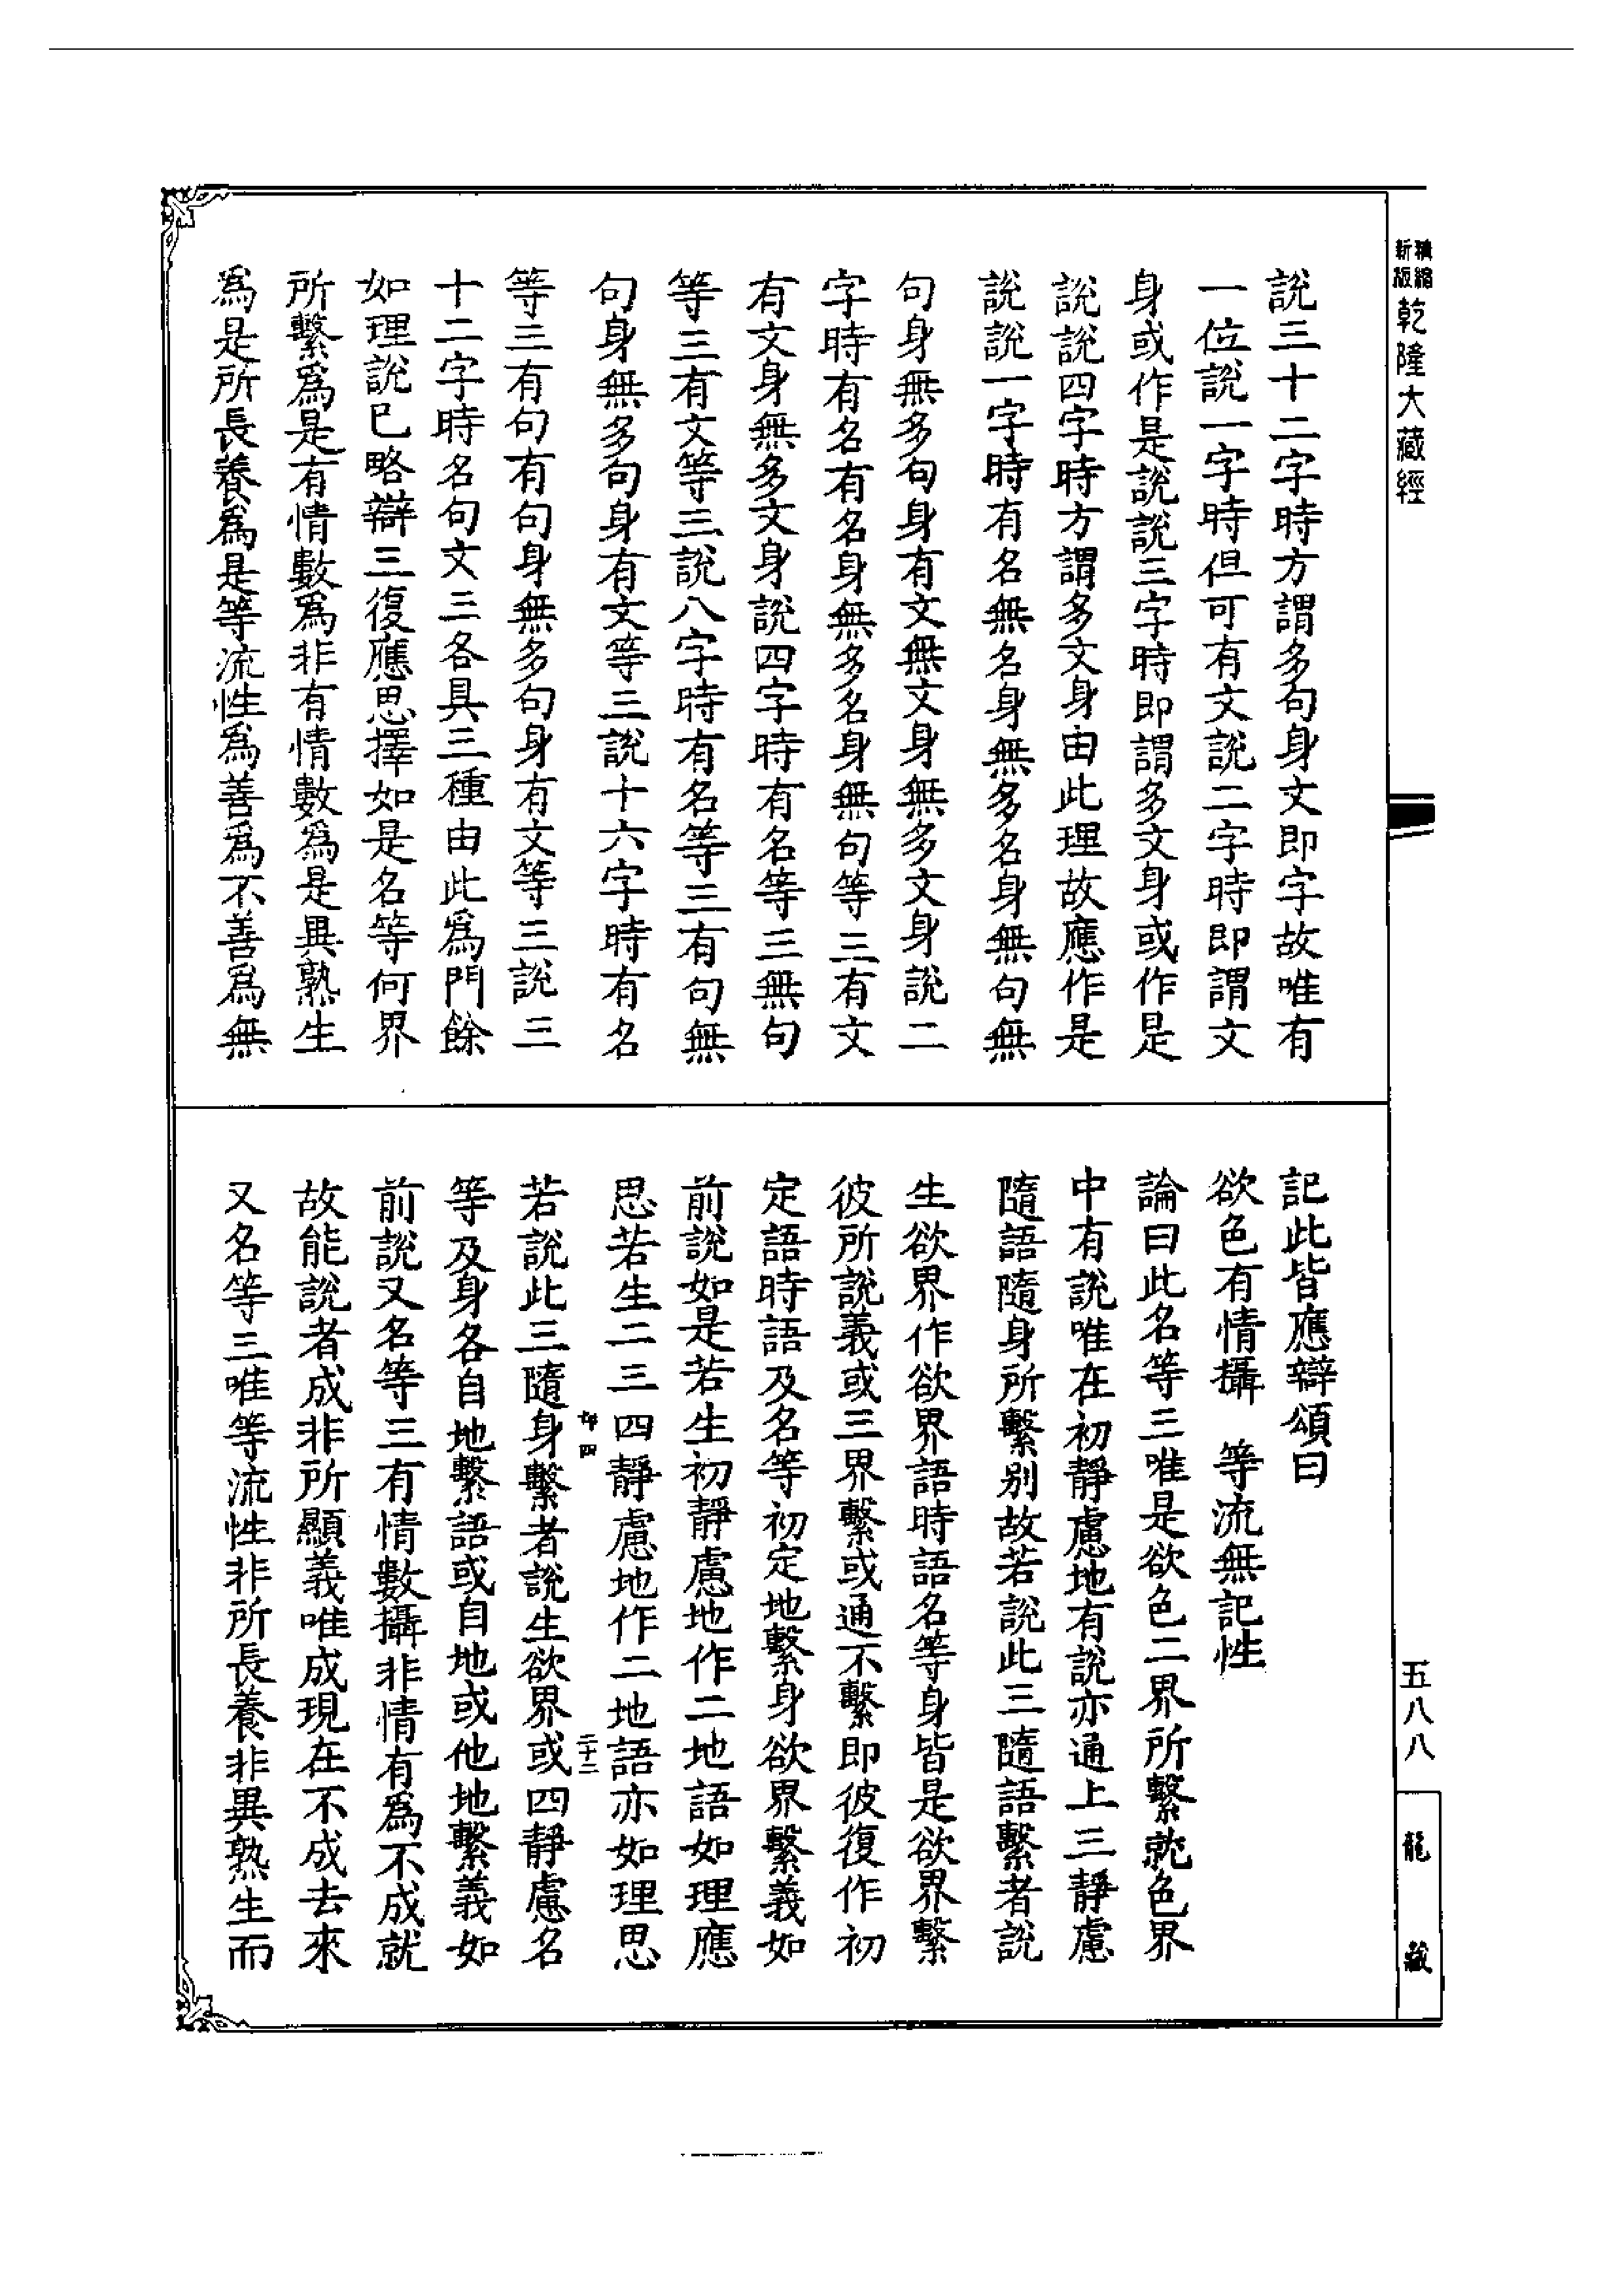 新版精縮
乾隆大藏經
說三十二字時方謂多句身文即字故唯有
一位說一字時但可有文說二字時即謂文
身或作是說說三字時即謂多文身或作是
說說四字時方謂多文身由此理故應作是
說說一字時有名無名身無多名身無句無
句身無多句身有文無文身無多文身說二
字時有名有名身無多名身無句等三有文
有文身無多文身說四字時有名等三無句
等三有文等三說八字時有名等三有句無
句身無多句身有文等三說十六字時有名
等三有句有句身無多句身有文等三說三
十二字時名句文三各具三種由此為門餘
如理說已略辯三復應思擇如是名等何界
所繫為是有情數為非有情數為是異熟生
為是所長養為是等流性為善為不善為無
記此皆應辯頌曰
欲色有情攝　等流無記性
論曰此名等三唯是欲色二界所繫就色界
中有說唯在初靜慮地有說亦通上三靜慮
隨語隨身所繫別故若說此三隨語繫者說
生欲界作欲界語時語名等身皆是欲界繫
彼所說義或三界繫或通不繫即彼復作初
定語時語及名等初定地繫身欲界繫義如
前說如是若生初靜慮地作二地語如理應
思若生二三四靜慮地作二地語亦如理思
若說此三隨身繫者說生欲界或四靜慮名
等及身各自地繫語或自地或他地繫義如
前說又名等三有情數攝非情有為不成就
故能說者成非所顯義唯成現在不成去來
又名等三唯等流性非所長養非異熟生而
二十二
五八八
龍藏